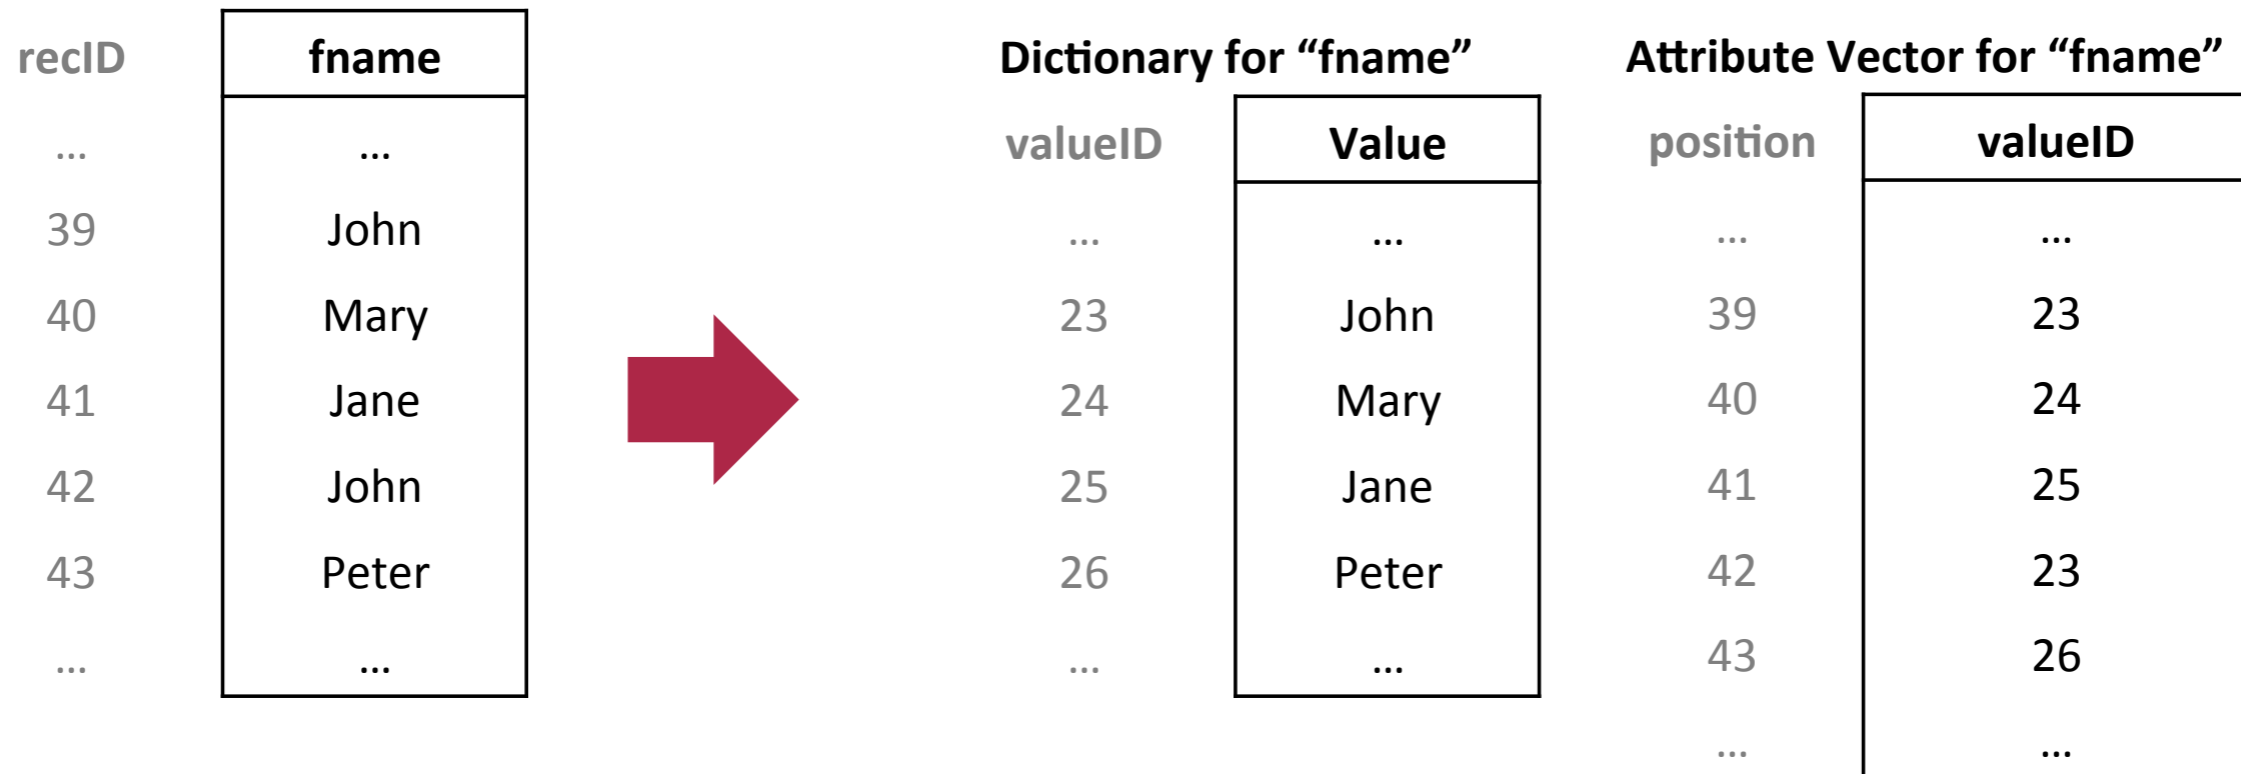 recID fname
... ...
39 John
40 Mary
41 Jane
42 John
43 Peter
... ...
Dictionary for “fname”
valueID Value
... ...
23 John
24 Mary
25 Jane
26 Peter
... ...
Attribute Vector for “fname”
position valueID
... ...
39 23
40 24
41 25
42 23
43 26
... ...